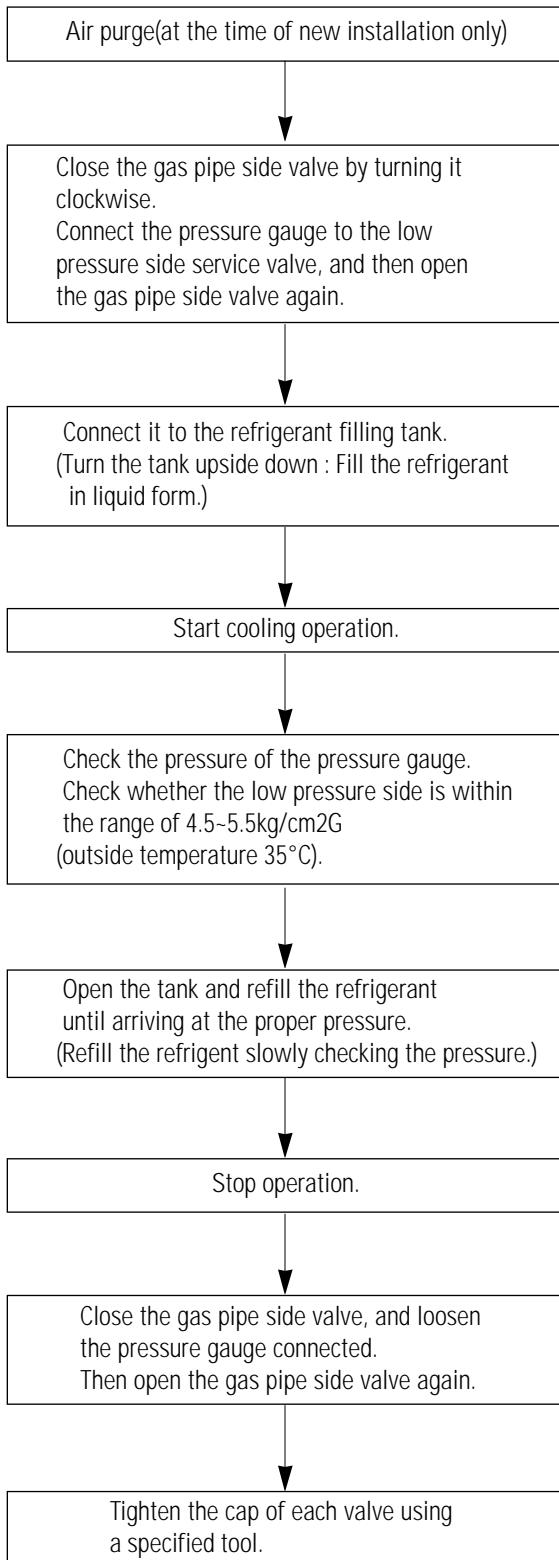 Air purge(at the time of new installation only)
Close the gas pipe side valve by turning it
clockwise.
Connect the pressure gauge to the low
pressure side service valve, and then open
the gas pipe side valve again.
Connect it to the refrigerant filling tank.
(Turn the tank upside down : Fill the refrigerant
in liquid form.)
Start cooling operation.
Check the pressure of the pressure gauge.
Check whether the low pressure side is within
the range of 4.5~5.5kg/cm2G
(outside temperature 35°C).
Open the tank and refill the refrigerant
until arriving at the proper pressure.
(Refill the refrigent slowly checking the pressure.)
Stop operation.
Close the gas pipe side valve, and loosen
the pressure gauge connected.
Then open the gas pipe side valve again.
Tighten the cap of each valve using
a specified tool.